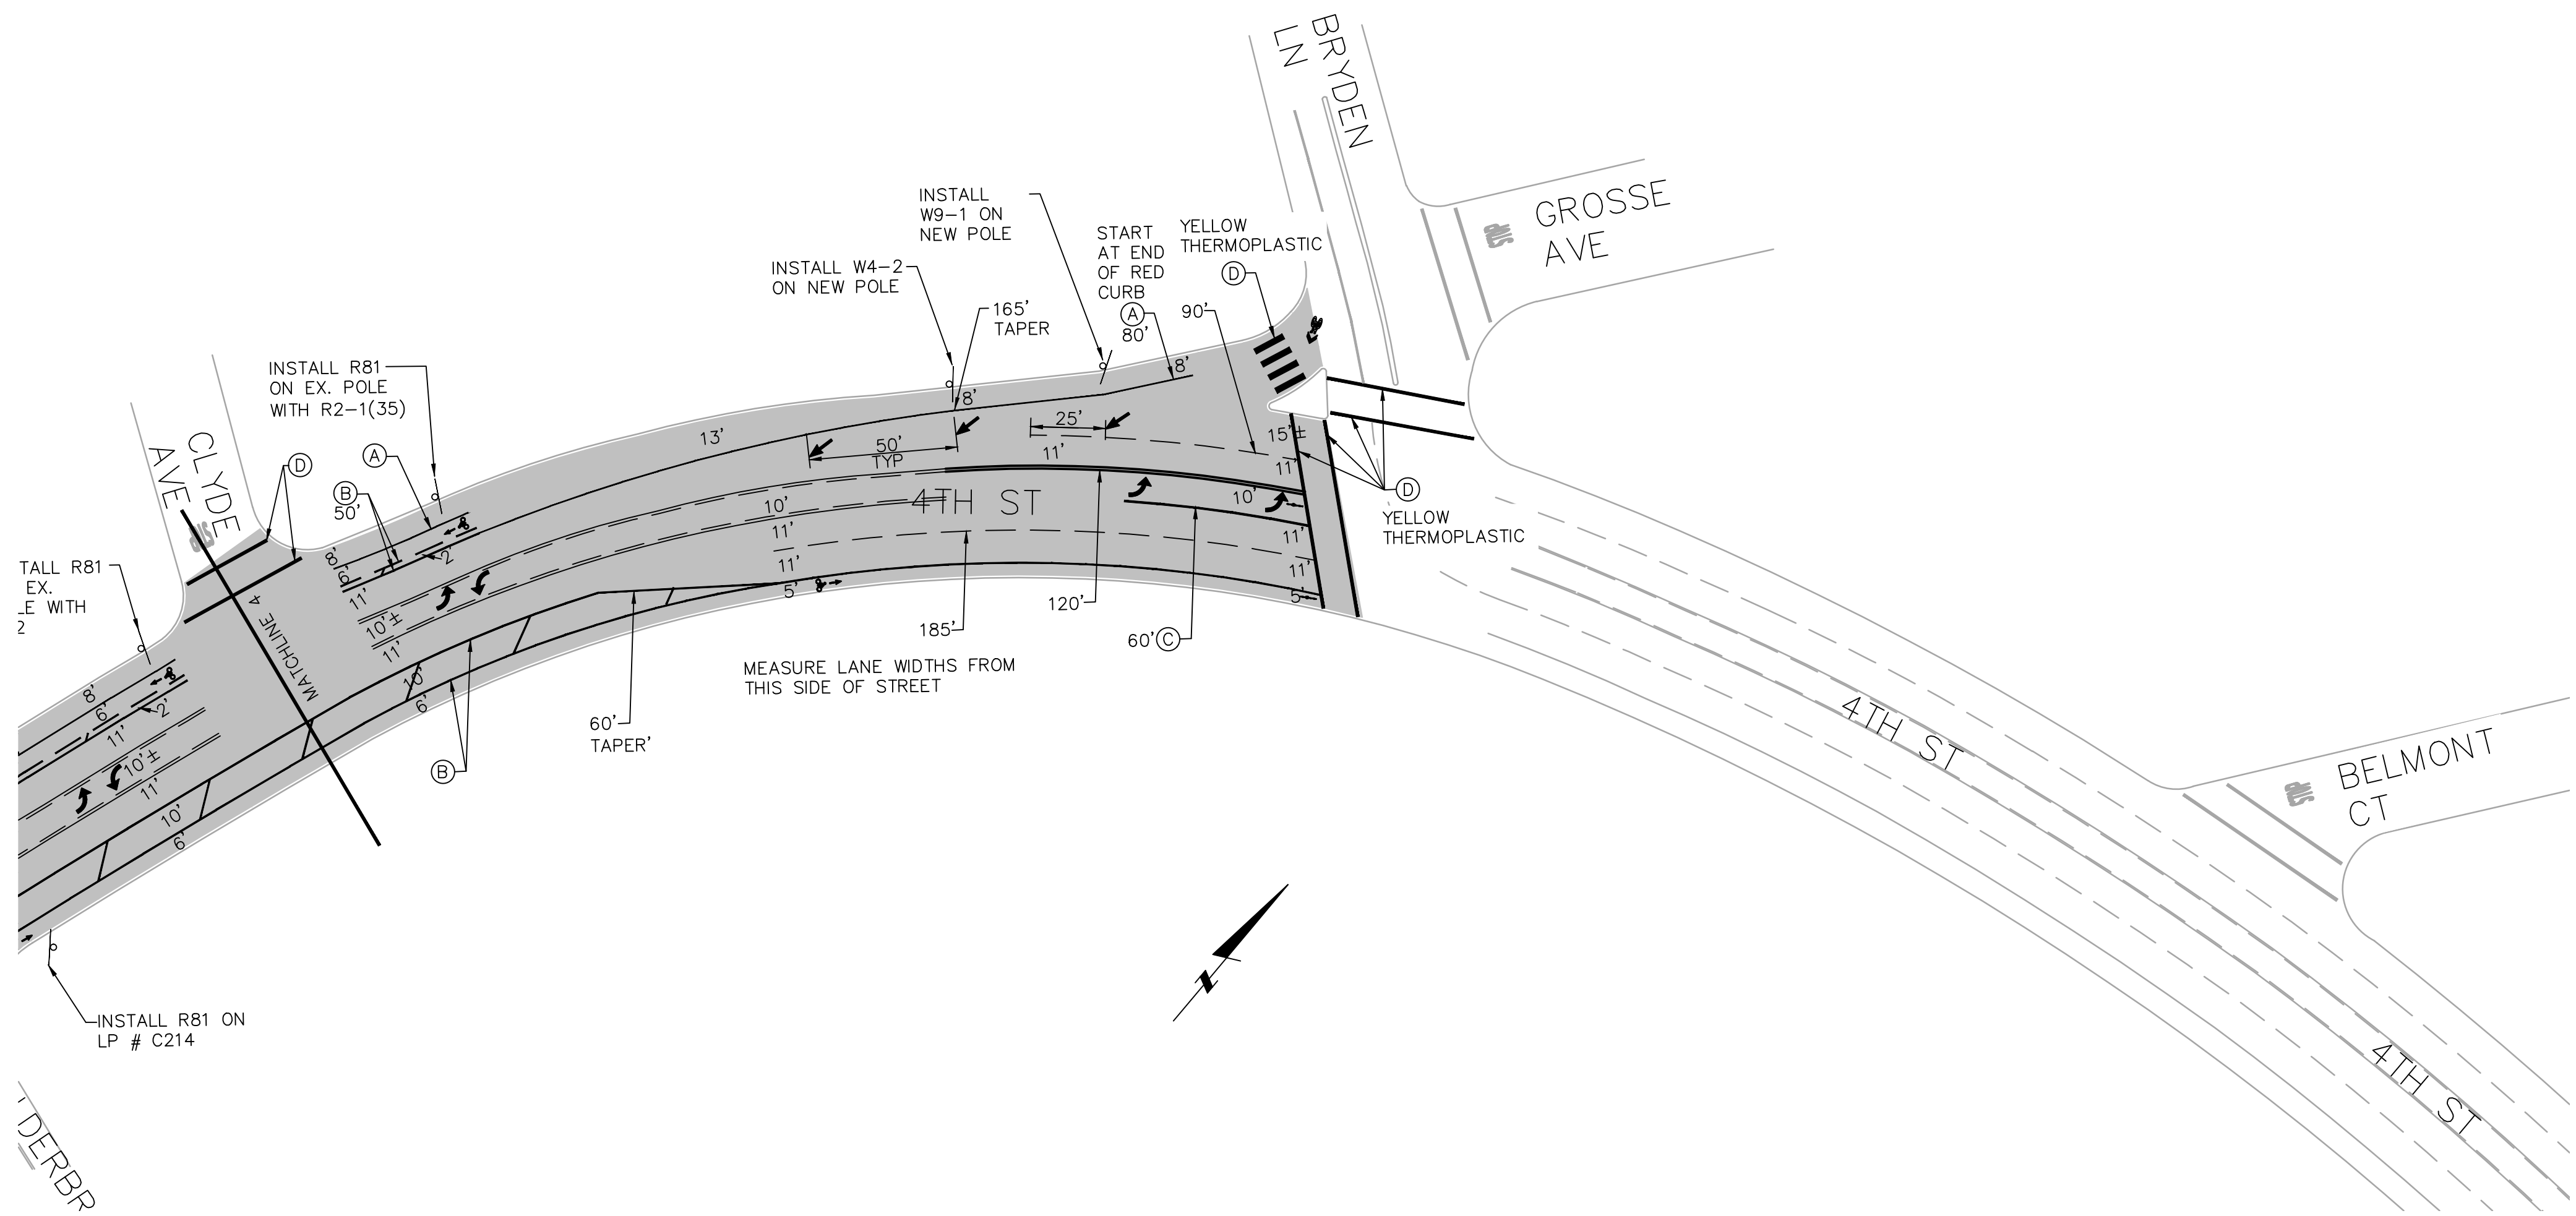 BRYDEN
LN
GROSSE
AVE
STOP
INSTALL
W9-1 ON
NEW POLE
START
AT END
OF RED
CURB
A
80'
YELLOW
THERMOPLASTIC
D
90'
INSTALL W4-2
ON NEW POLE
165'
TAPER
8'
8'
INSTALL R81
ON EX. POLE
WITH R2-1(35)
A
B
50'
D
CLYDE
AVE
STOP
13'
50'
TYP
25'
11'
15'±
11'
10'
11'
11'
5'
D
YELLOW
THERMOPLASTIC
4TH ST
10'
11'
11'
5'
8'
6'
2'
11'
10'±
11'
10'
6'
TALL R81
EX.
LE WITH
2
MATCHLINE 4
8'
6'
2'
11'
10'±
11'
10'
6'
185'
120'
60' C
MEASURE LANE WIDTHS FROM
THIS SIDE OF STREET
60'
TAPER'
B
INSTALL R81 ON
LP # C214
4TH ST
BELMONT
CT
STOP
4TH ST
DERBR